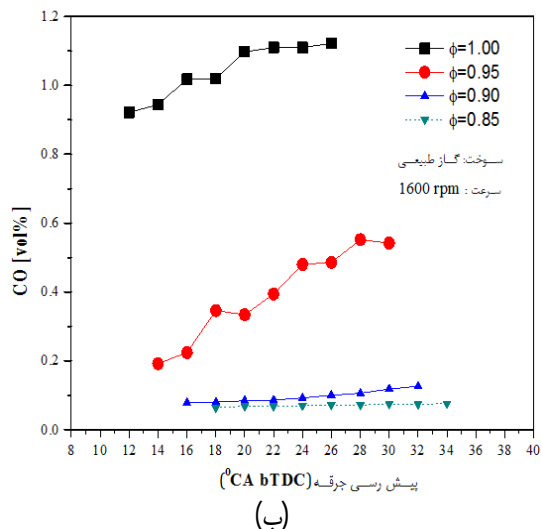 1.2
1.0
0.8
0.6
0.4
0.2
0.0
CO [vol%]
ϕ=1.00
ϕ=0.95
ϕ=0.90
ϕ=0.85
سوخت: گاز طبیعی
سرعت : 1600 rpm
8 10 12 14 16 18 20 22 24 26 28 30 32 34 36 38 40
پیش رسی جرقه (⁰CA bTDC)
(ب)